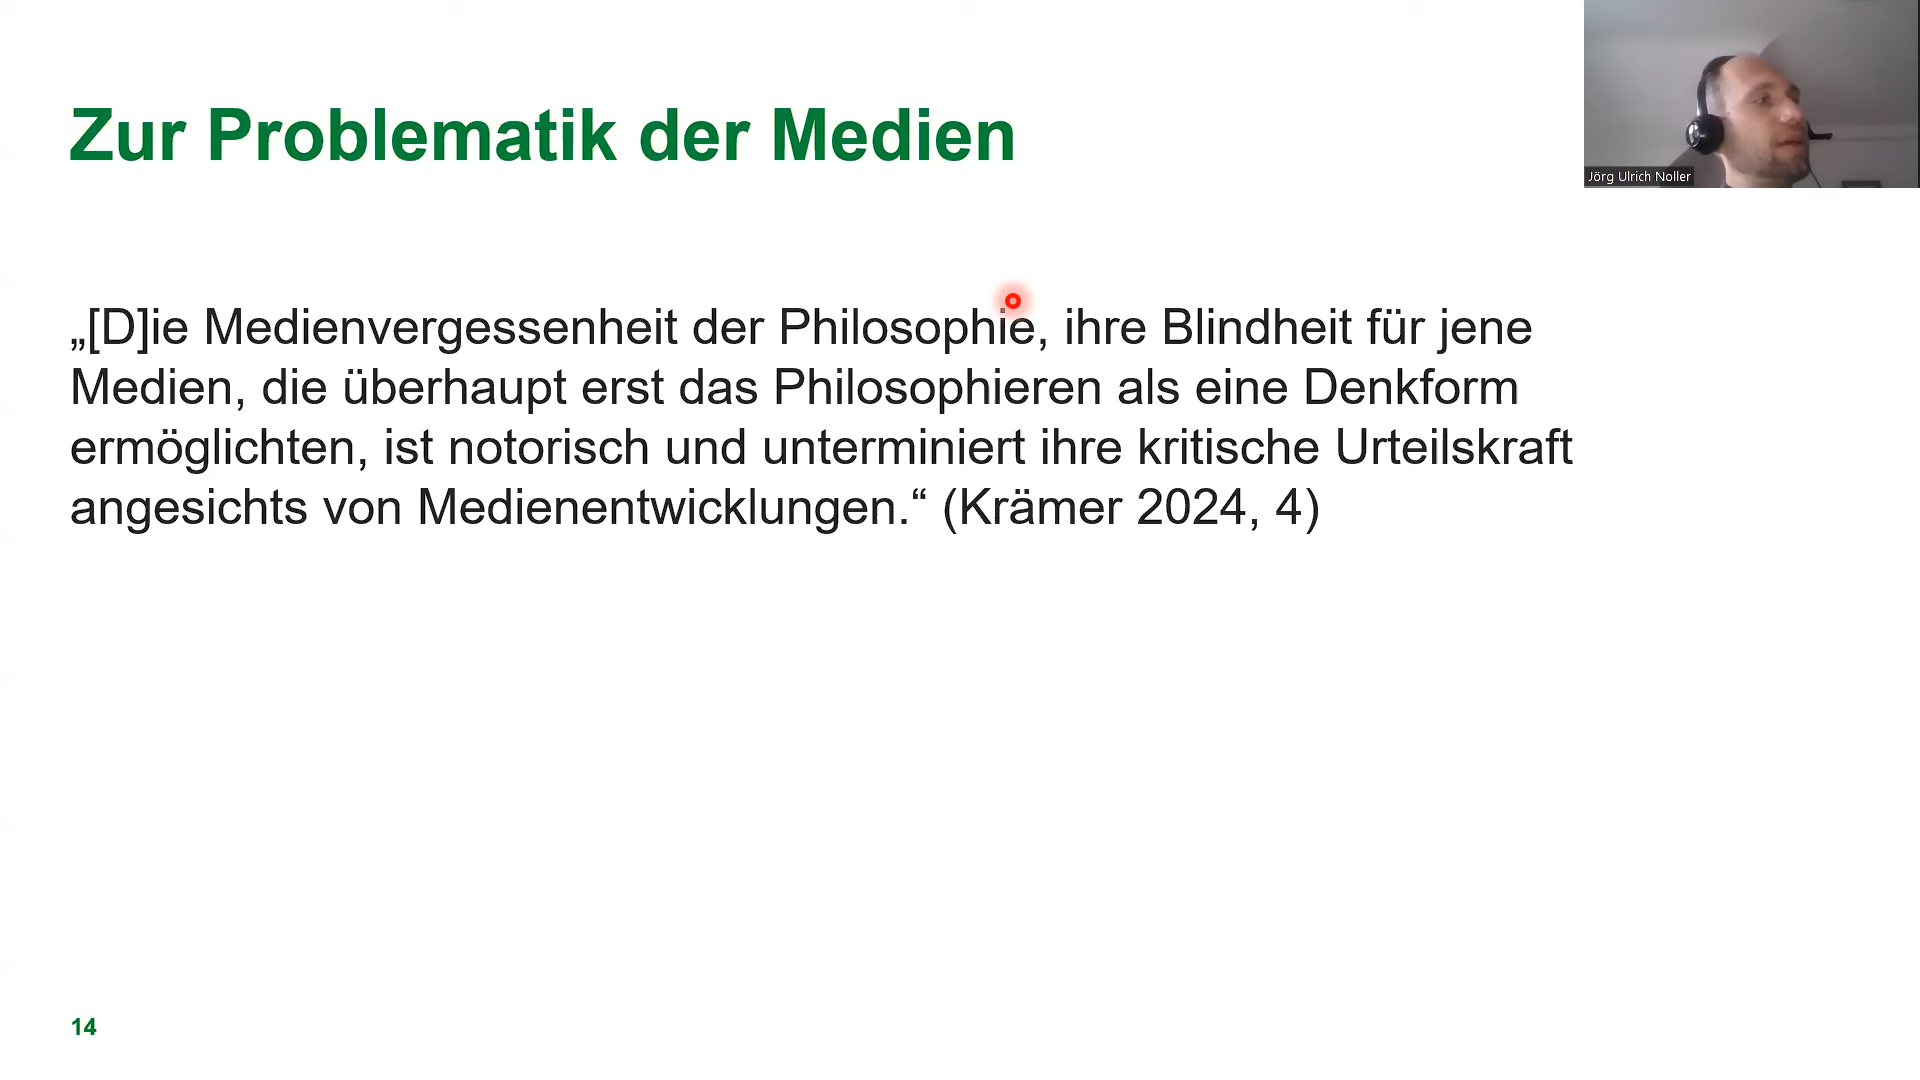 Zur Problematik der Medien
Jörg Ulrich Noller
„[D]ie Medienvergessenheit der Philosophie, ihre Blindheit für jene
Medien, die überhaupt erst das Philosophieren als eine Denkform
ermöglichten, ist notorisch und unterminiert ihre kritische Urteilskraft
angesichts von Medienentwicklungen.“ (Krämer 2024, 4)
14